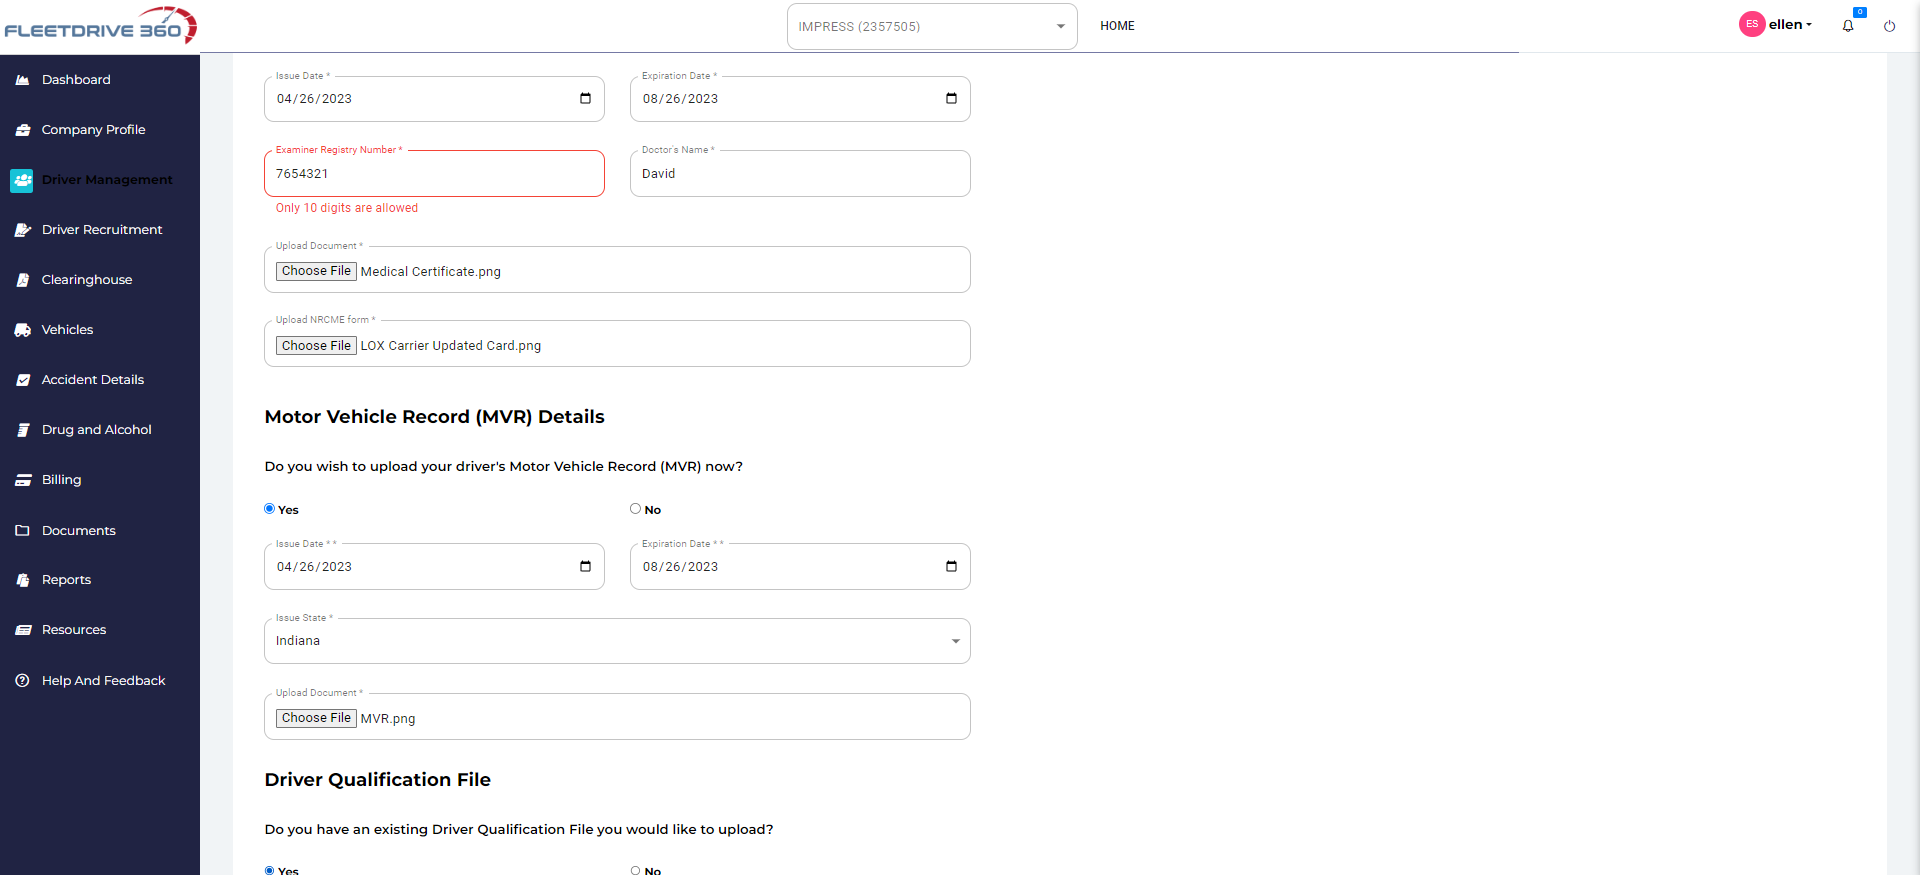 FLEETDRIVE 360
IMPRESS (2357505)
HOME
ES
ellen
0
Dashboard
Company Profile
Driver Management
Driver Recruitment
Clearinghouse
Vehicles
Accident Details
Drug and Alcohol
Billing
Documents
Reports
Resources
Help And Feedback
Issue Date *
04/26/2023
Expiration Date *
08/26/2023
Examiner Registry Number *
7654321
Only 10 digits are allowed
Doctor's Name *
David
Upload Document *
Choose File Medical Certificate.png
Upload NRCME form *
Choose File LOX Carrier Updated Card.png
Motor Vehicle Record (MVR) Details
Do you wish to upload your driver's Motor Vehicle Record (MVR) now?
Yes
No
Issue Date * *
04/26/2023
Expiration Date * *
08/26/2023
Issue State *
Indiana
Upload Document *
Choose File MVR.png
Driver Qualification File
Do you have an existing Driver Qualification File you would like to upload?
Yes
No